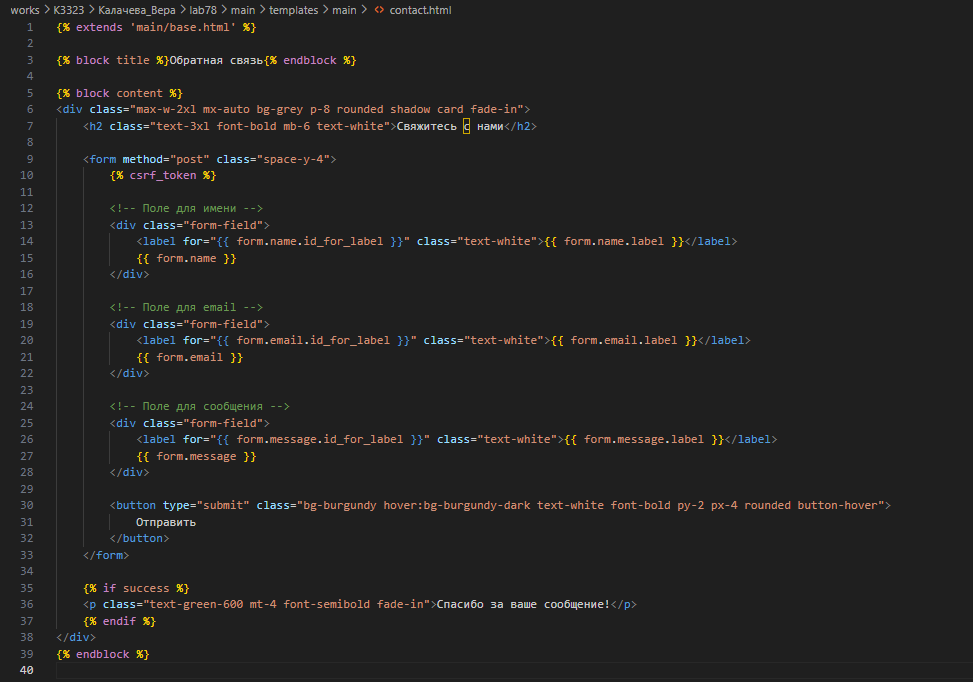 works > K3323 > Калачева_Вера > lab78 > main > templates > main > <> contact.html
1 {% extends 'main/base.html' %}
2
3 {% block title %}Обратная связь{% endblock %}
4
5 {% block content %}
6 <div class="max-w-2xl mx-auto bg-grey p-8 rounded shadow card fade-in">
7 <h2 class="text-3xl font-bold mb-6 text-white">Свяжитесь с нами</h2>
8
9 <form method="post" class="space-y-4">
10 {% csrf_token %}
11
12 <!-- Поле для имени -->
13 <div class="form-field">
14 <label for="{{ form.name.id_for_label }}" class="text-white">{{ form.name.label }}</label>
15 {{ form.name }}
16 </div>
17
18 <!-- Поле для email -->
19 <div class="form-field">
20 <label for="{{ form.email.id_for_label }}" class="text-white">{{ form.email.label }}</label>
21 {{ form.email }}
22 </div>
23
24 <!-- Поле для сообщения -->
25 <div class="form-field">
26 <label for="{{ form.message.id_for_label }}" class="text-white">{{ form.message.label }}</label>
27 {{ form.message }}
28 </div>
29
30 <button type="submit" class="bg-burgundy hover:bg-burgundy-dark text-white font-bold py-2 px-4 rounded button-hover">
31 Отправить
32 </button>
33 </form>
34
35 {% if success %}
36 <p class="text-green-600 mt-4 font-semibold fade-in">Спасибо за ваше сообщение!</p>
37 {% endif %}
38 </div>
39 {% endblock %}
40